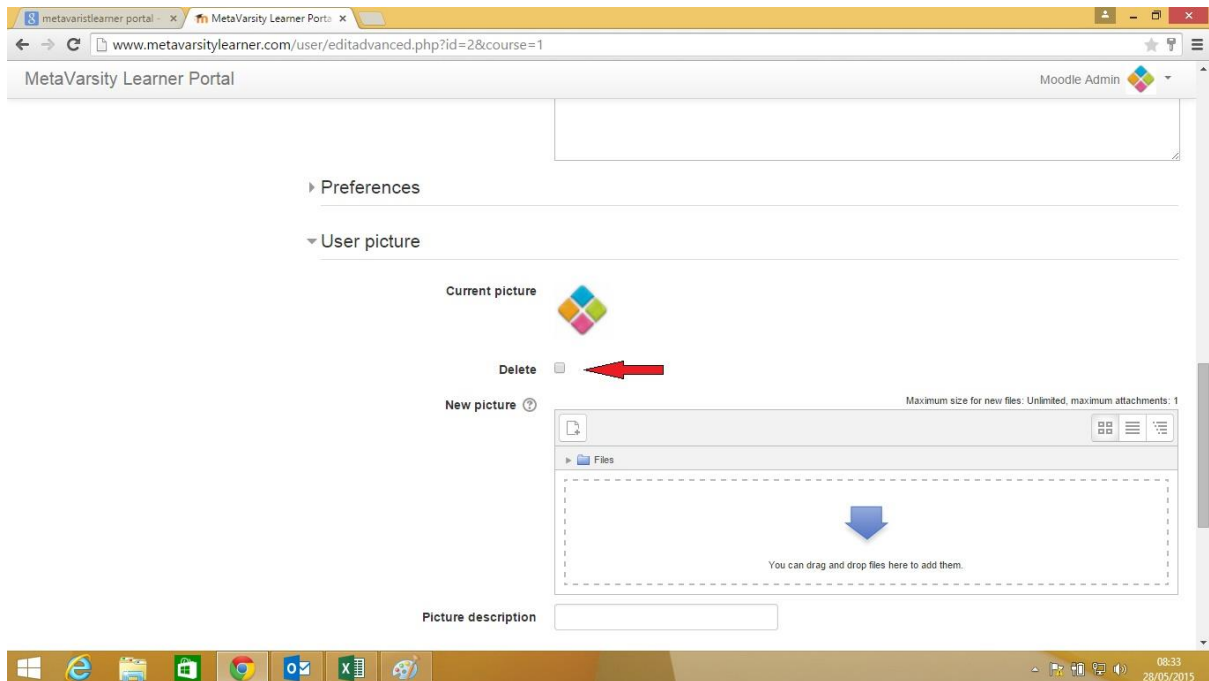 metavaristlearner portal -
MetaVarsity Learner Porta
www.metavarsitylearner.com/user/editadvanced.php?id=2&course=1
MetaVarsity Learner Portal
Moodle Admin
Preferences
User picture
Current picture
Delete
New picture
Maximum size for new files: Unlimited, maximum attachments: 1
Files
You can drag and drop files here to add them.
Picture description
08:33
28/05/2015